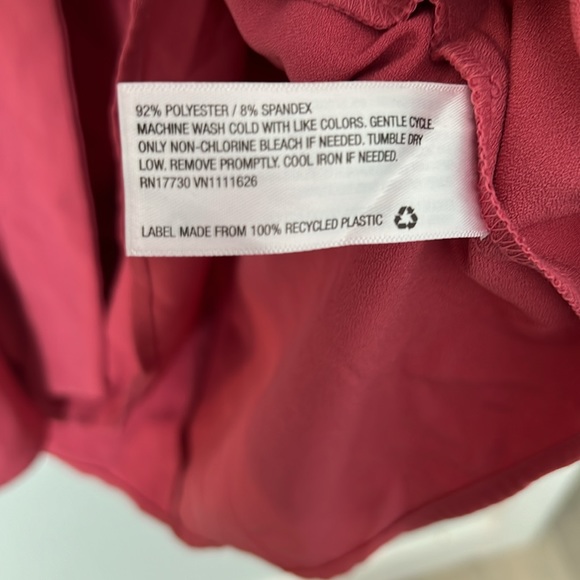 92% POLYESTER / 8% SPANDEX
MACHINE WASH COLD WITH LIKE COLORS. GENTLE CYCLE.
ONLY NON-CHLORINE BLEACH IF NEEDED. TUMBLE DRY
LOW. REMOVE PROMPTLY. COOL IRON IF NEEDED.
RN17730 VN1111626
LABEL MADE FROM 100% RECYCLED PLASTIC